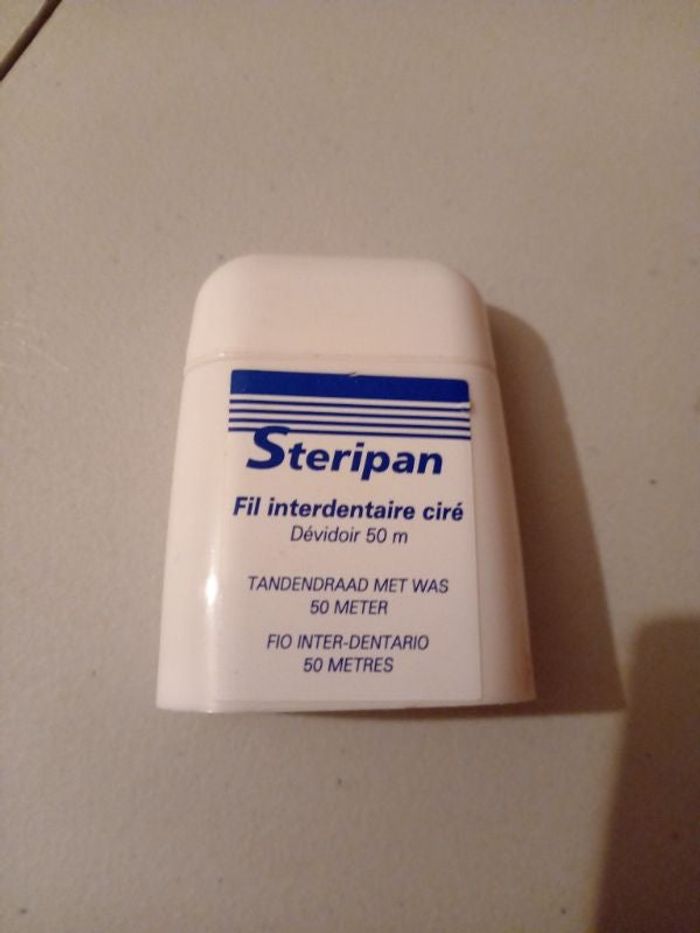 Steripan
Fil interdentaire ciré
Dévidoir 50 m
TANDENDRAAD MET WAS
50 METER
FIO INTER-DENTARIO
50 METRES